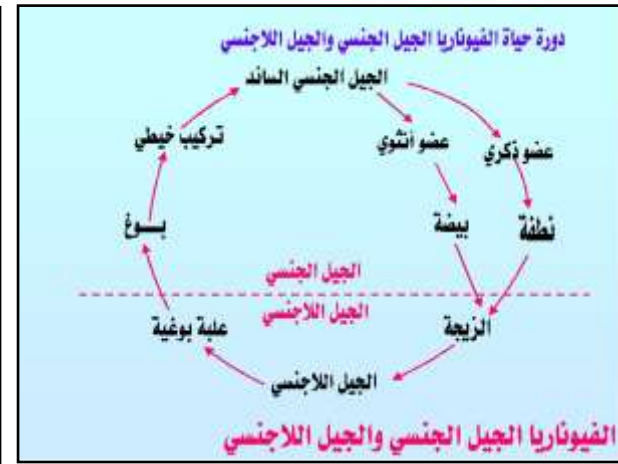 دورة حياة الفيوناريا الجيل الجنسي والجيل اللاجنسي
الجيل الجنسي السائد
عضو ذكري
عضو أنثوي
تركيب خيطي
نطفة
بيضة
بـــوغ
الجيل الجنسي
الجيل اللاجنسي
الزيجة
علبة بوغية
الجيل اللاجنسي
الفيوناريا الجيل الجنسي والجيل اللاجنسي